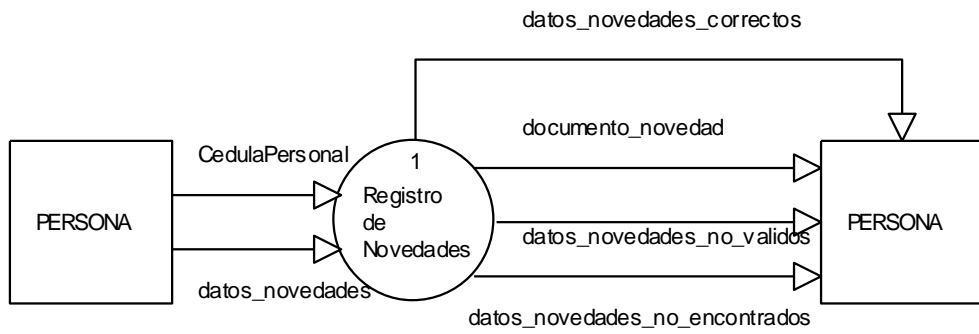 datos_novedades_correctos
documento_novedad
CedulaPersonal
1
Registro
de
Novedades
PERSONA
PERSONA
datos_novedades_no_validos
datos_novedades
datos_novedades_no_encontrados